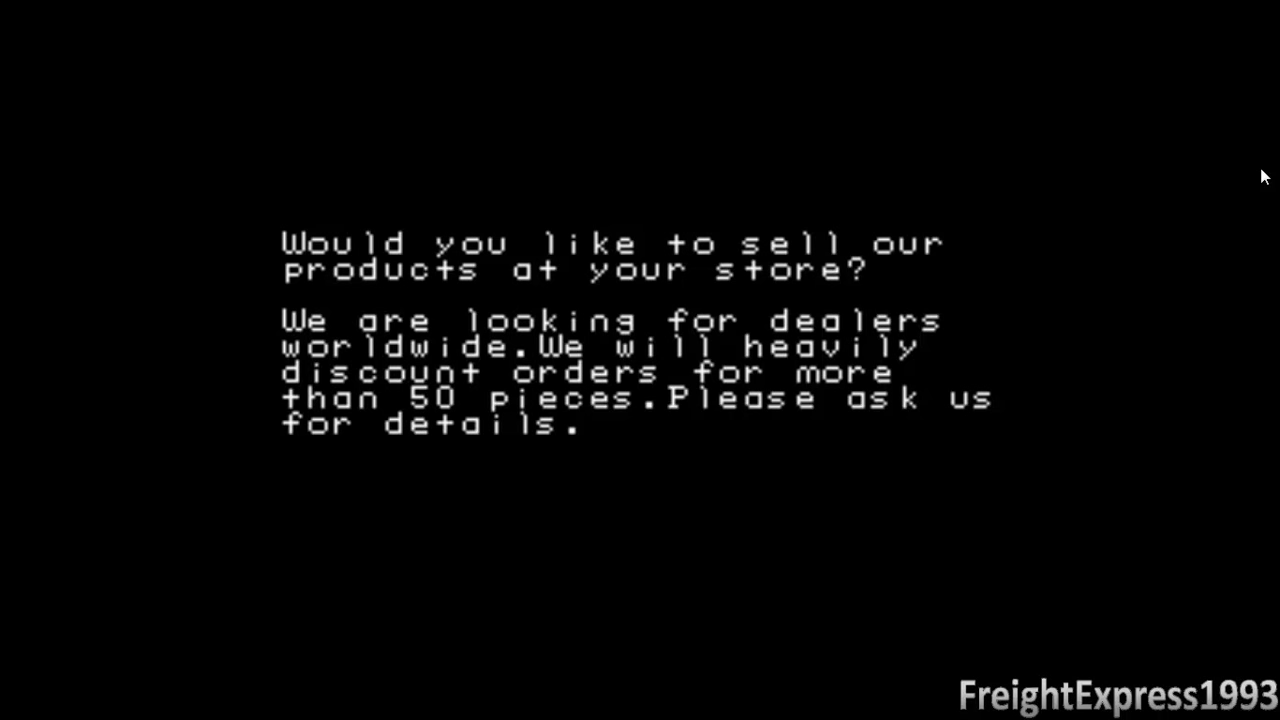 Would you like to sell our
products at your store?
We are looking for dealers
worldwide.We will heavily
discount orders for more
than 50 pieces.Please ask us
for details.
FreightExpress1993